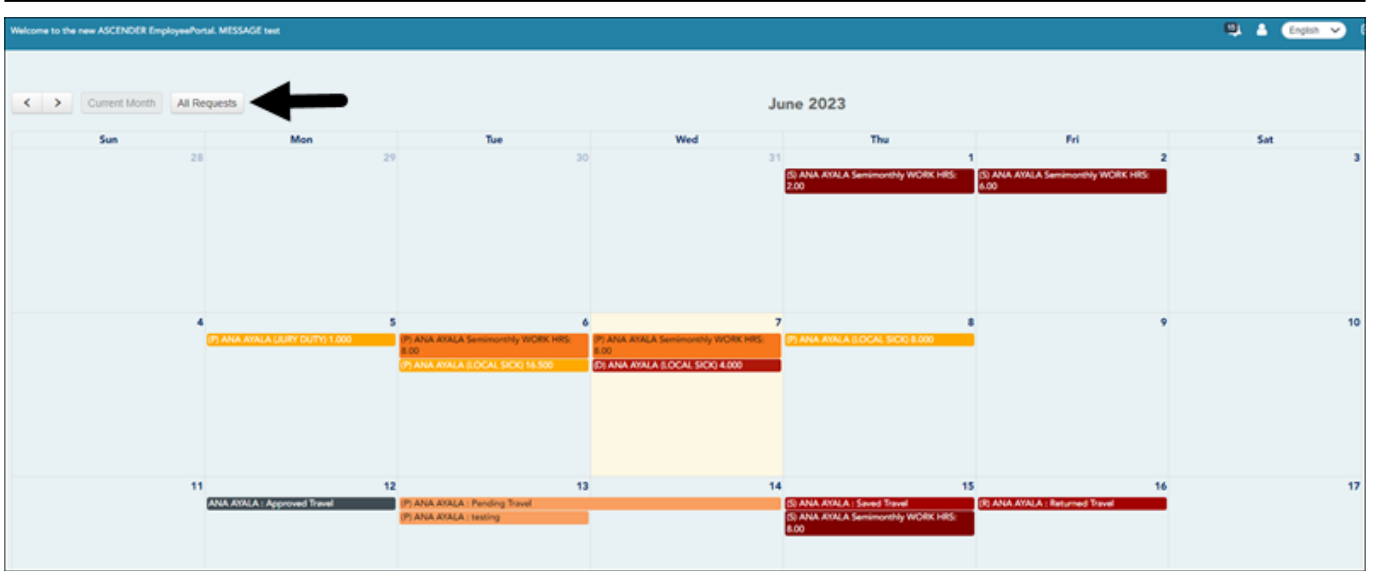 Welcome to the new ASCENDER EmployeePortal. MESSAGE test
English
Current Month
All Requests
June 2023
Sun Mon Tue Wed Thu Fri Sat
28 29 30 31 1 2 3
(S) ANA AYALA Semimonthly WORK HRS:
2.00
(S) ANA AYALA Semimonthly WORK HRS:
6.00
4 5 6 7 8 9 10
(P) ANA AYALA (JURY DUTY) 1.000
(P) ANA AYALA Semimonthly WORK HRS:
8.00
(P) ANA AYALA (LOCAL SICK) 16.500
(P) ANA AYALA Semimonthly WORK HRS:
8.00
(D) ANA AYALA (LOCAL SICK) 4.000
(P) ANA AYALA (LOCAL SICK) 8.000
11 12 13 14 15 16 17
ANA AYALA : Approved Travel
(P) ANA AYALA : Pending Travel
(P) ANA AYALA : testing
(S) ANA AYALA : Saved Travel
(S) ANA AYALA Semimonthly WORK HRS:
8.00
(R) ANA AYALA : Returned Travel